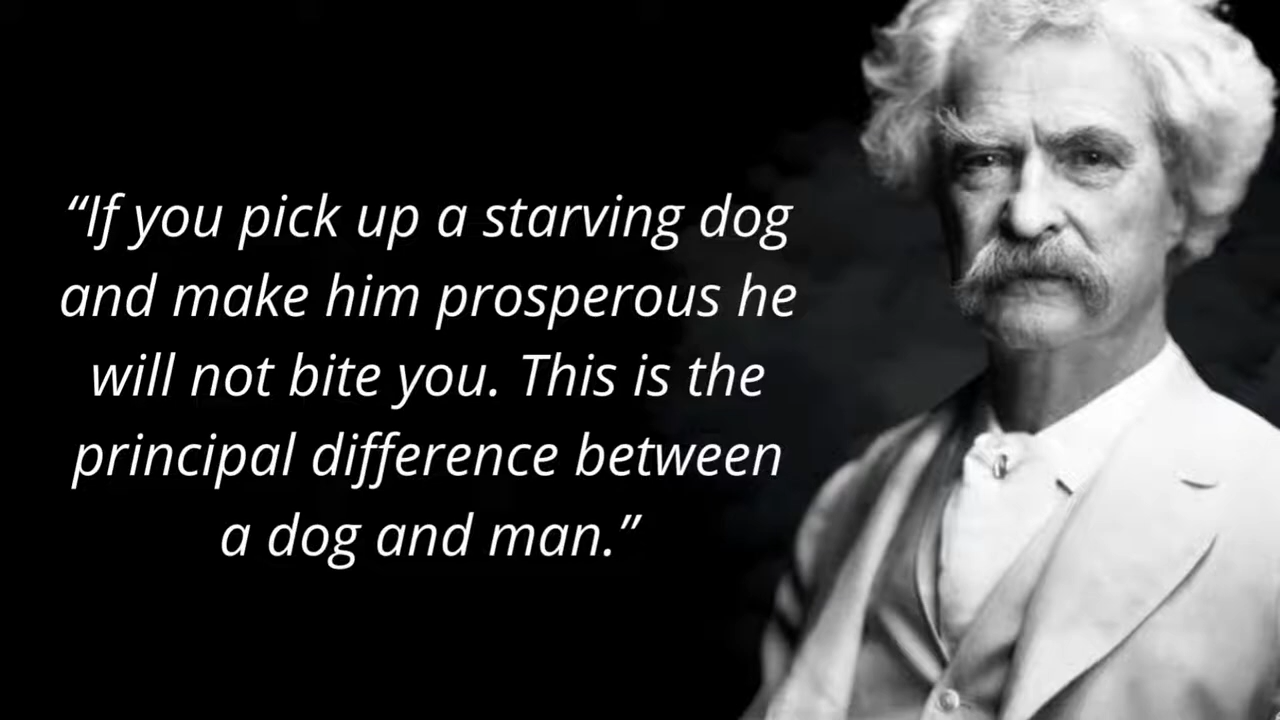 “If you pick up a starving dog
and make him prosperous he
will not bite you. This is the
principal difference between
a dog and man.”